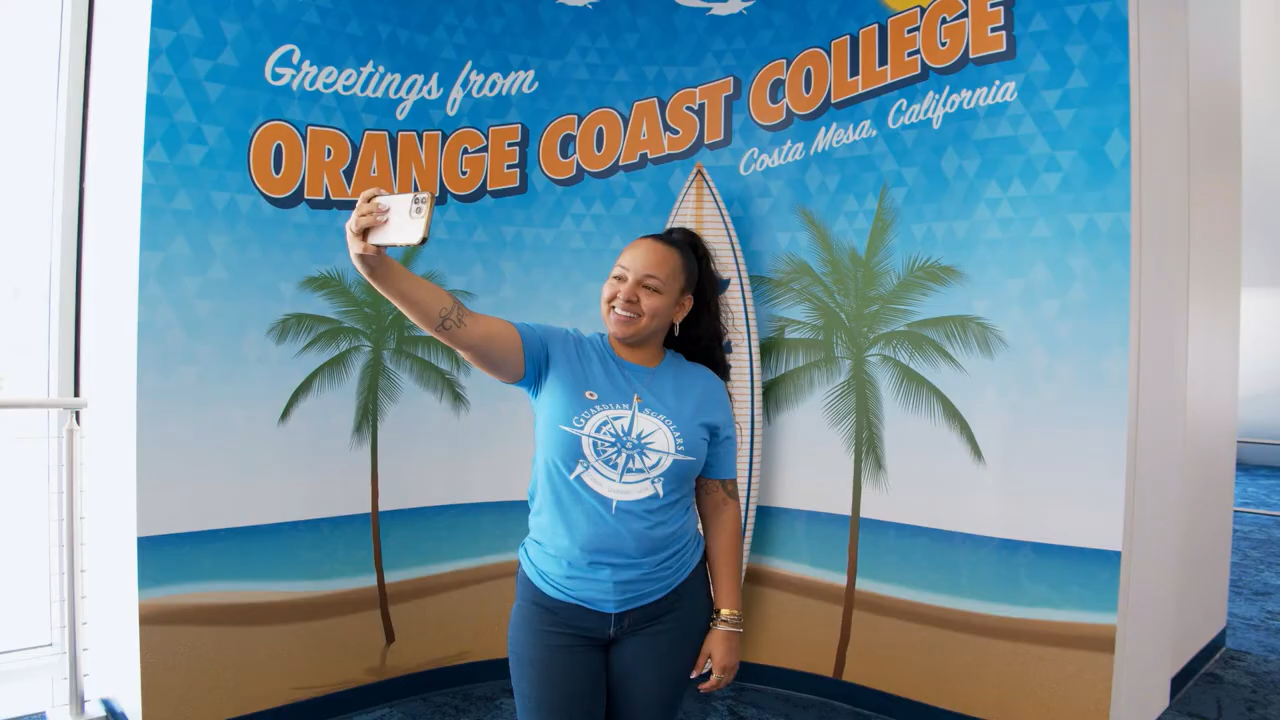 Greetings from
ORANGE COAST COLLEGE
Costa Mesa, California
GUARDIAN SCHOLARS